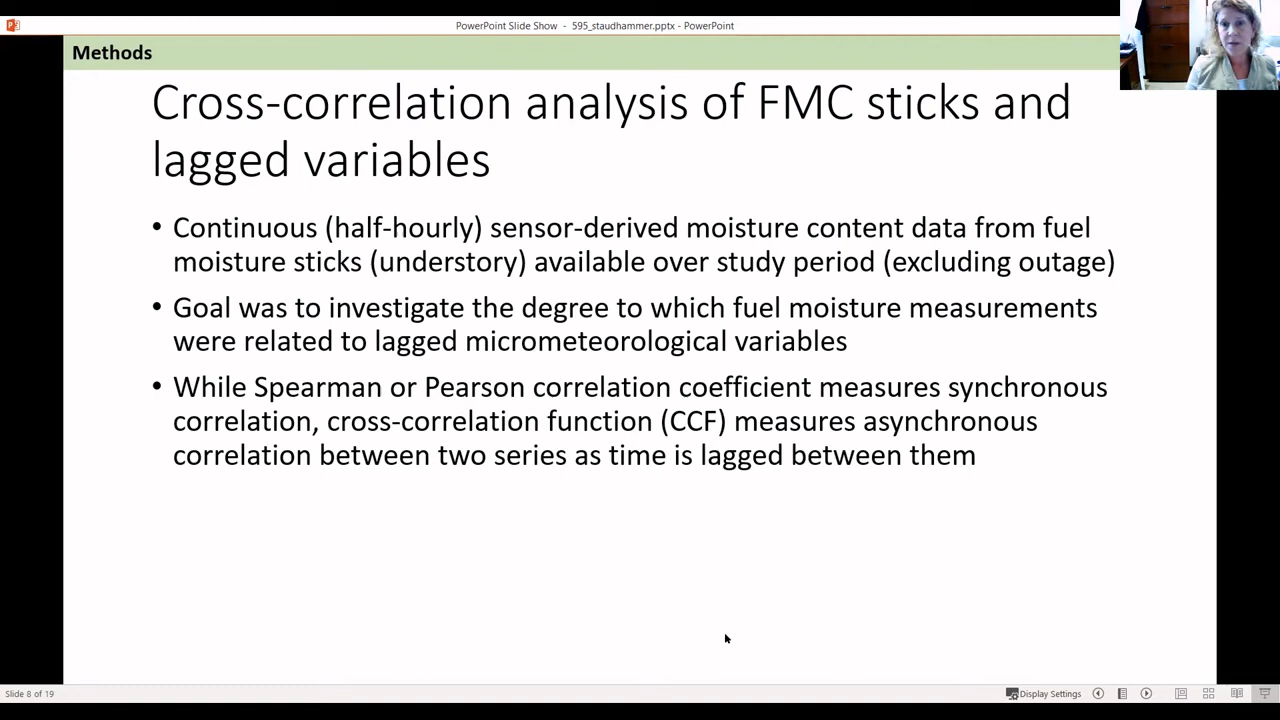 PowerPoint Slide Show - 595_staudhammer.pptx - PowerPoint
Methods
Cross-correlation analysis of FMC sticks and
lagged variables
• Continuous (half-hourly) sensor-derived moisture content data from fuel
moisture sticks (understory) available over study period (excluding outage)
• Goal was to investigate the degree to which fuel moisture measurements
were related to lagged micrometeorological variables
• While Spearman or Pearson correlation coefficient measures synchronous
correlation, cross-correlation function (CCF) measures asynchronous
correlation between two series as time is lagged between them
Slide 8 of 19
Display Settings